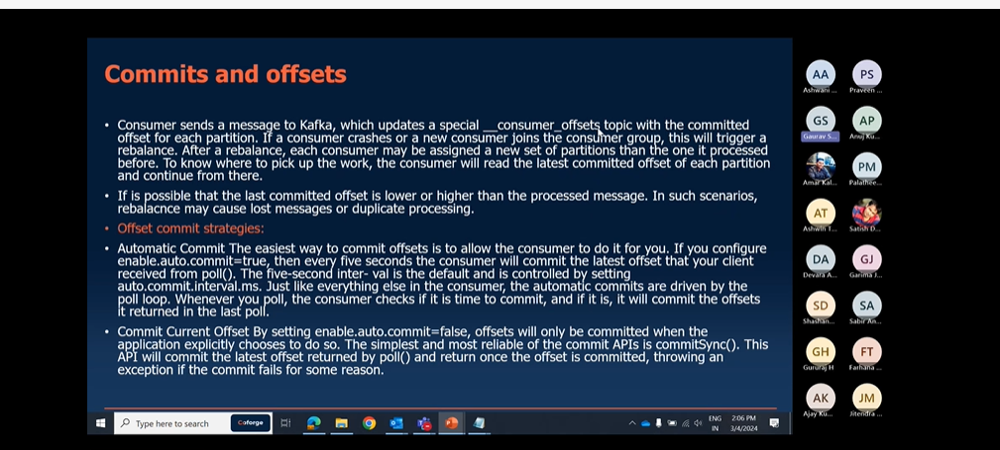 Commits and offsets
• Consumer sends a message to Kafka, which updates a special __consumer_offsets topic with the committed
offset for each partition. If a consumer crashes or a new consumer joins the consumer group, this will trigger a
rebalance. After a rebalance, each consumer may be assigned a new set of partitions than the one it processed
before. To know where to pick up the work, the consumer will read the latest committed offset of each partition
and continue from there.
• If is possible that the last committed offset is lower or higher than the processed message. In such scenarios,
rebalacnce may cause lost messages or duplicate processing.
• Offset commit strategies:
• Automatic Commit The easiest way to commit offsets is to allow the consumer to do it for you. If you configure
enable.auto.commit=true, then every five seconds the consumer will commit the latest offset that your client
received from poll(). The five-second inter- val is the default and is controlled by setting
auto.commit.interval.ms. Just like everything else in the consumer, the automatic commits are driven by the
poll loop. Whenever you poll, the consumer checks if it is time to commit, and if it is, it will commit the offsets
it returned in the last poll.
• Commit Current Offset By setting enable.auto.commit=false, offsets will only be committed when the
application explicitly chooses to do so. The simplest and most reliable of the commit APIs is commitSync(). This
API will commit the latest offset returned by poll() and return once the offset is committed, throwing an
exception if the commit fails for some reason.
Type here to search
Coforge
ENG
IN
2:06 PM
3/4/2024
AA PS
Ashwani ... Praveen ...
GS AP
Gaurav S... Anuj Ku...
PM
Amar Kal... Palathee...
AT
Ashwin T... Satish D...
DA GJ
Devara A... Garima J...
SD SA
Shashan... Sabir An...
GH FT
Gururaj H Farhana ...
AK JM
Ajay Ku... Jitendra ...